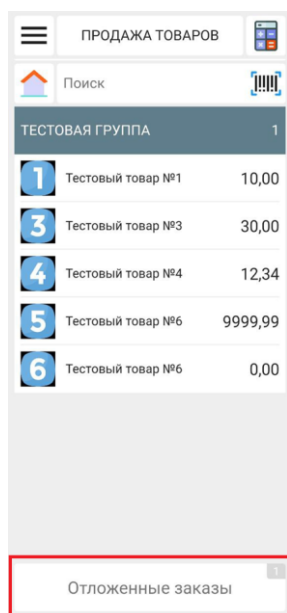 ПРОДАЖА ТОВАРОВ
Поиск
ТЕСТОВАЯ ГРУППА 1
1 Тестовый товар №1 10,00
3 Тестовый товар №3 30,00
4 Тестовый товар №4 12,34
5 Тестовый товар №6 9999,99
6 Тестовый товар №6 0,00
1
Отложенные заказы